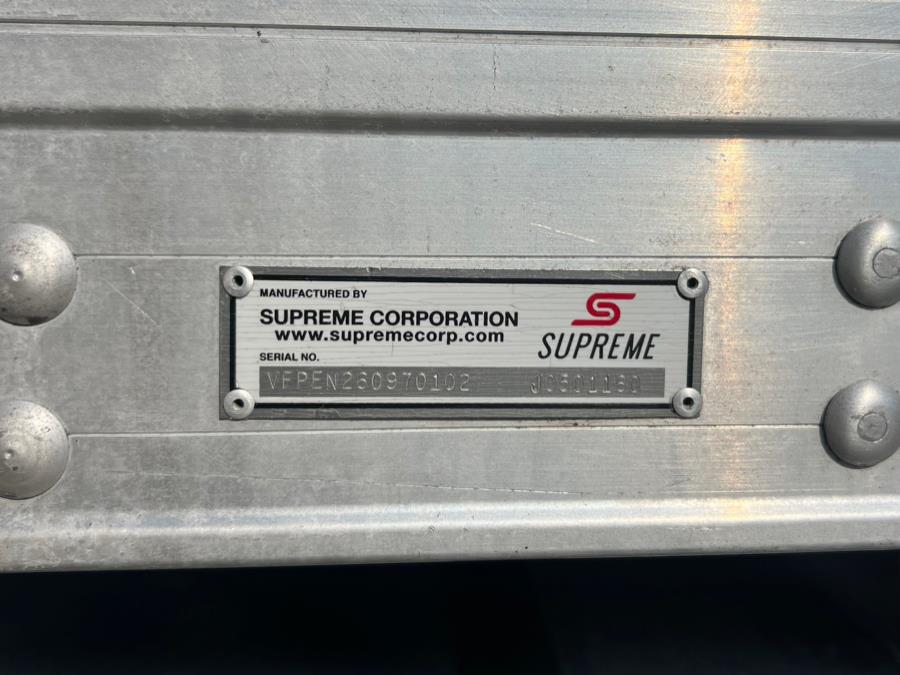 MANUFACTURED BY
SUPREME CORPORATION
www.supremecorp.com
SUPREME
SERIAL NO.
VFPEN260970102